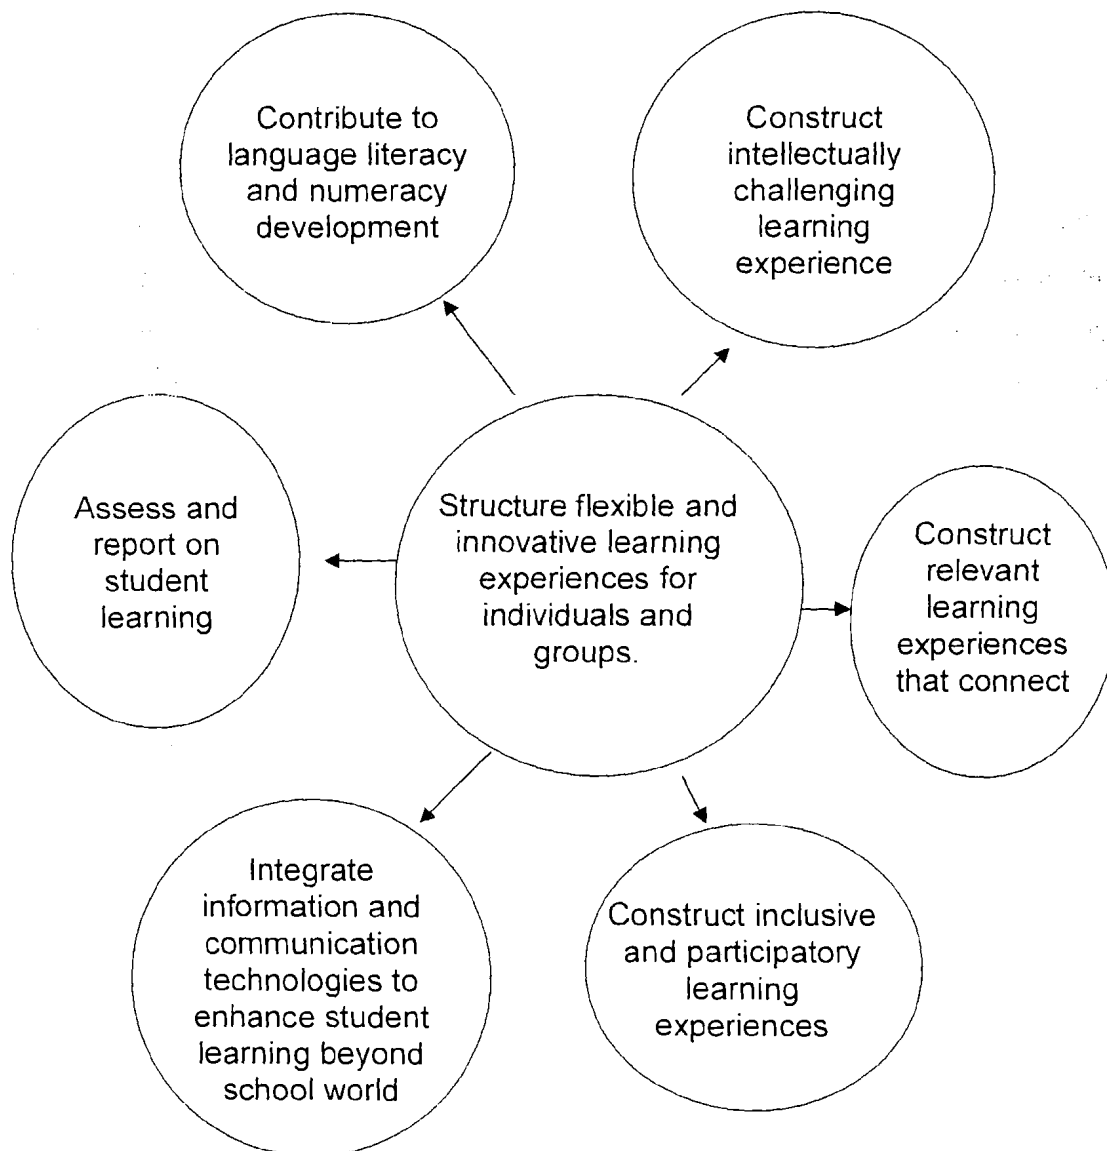 Contribute to
language literacy
and numeracy
development
Construct
intellectually
challenging
learning
experience
Assess and
report on
student
learning
Structure flexible and
innovative learning
experiences for
individuals and
groups.
Construct
relevant
learning
experiences
that connect
Integrate
information and
communication
technologies to
enhance student
learning beyond
school world
Construct inclusive
and participatory
learning
experiences